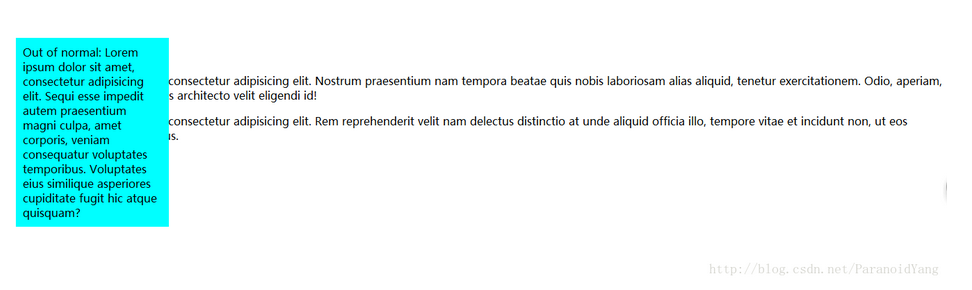 Out of normal: Lorem
ipsum dolor sit amet,
consectetur adipisicing
elit. Sequi esse impedit
autem praesentium
magni culpa, amet
corporis, veniam
consequatur voluptates
temporibus. Voluptates
eius similique asperiores
cupiditate fugit hic atque
quisquam?
consectetur adipisicing elit. Nostrum praesentium nam tempora beatae quis nobis laboriosam alias aliquid, tenetur exercitationem. Odio, aperiam,
s architecto velit eligendi id!
consectetur adipisicing elit. Rem reprehenderit velit nam delectus distinctio at unde aliquid officia illo, tempore vitae et incidunt non, ut eos
is.
http://blog.csdn.net/ParanoidYang